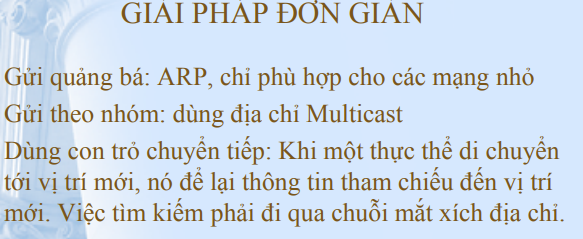 GIẢI PHÁP ĐƠN GIẢN
Gửi quảng bá: ARP, chỉ phù hợp cho các mạng nhỏ
Gửi theo nhóm: dùng địa chỉ Multicast
Dùng con trỏ chuyển tiếp: Khi một thực thể di chuyển
tới vị trí mới, nó để lại thông tin tham chiếu đến vị trí
mới. Việc tìm kiếm phải đi qua chuỗi mắt xích địa chỉ.